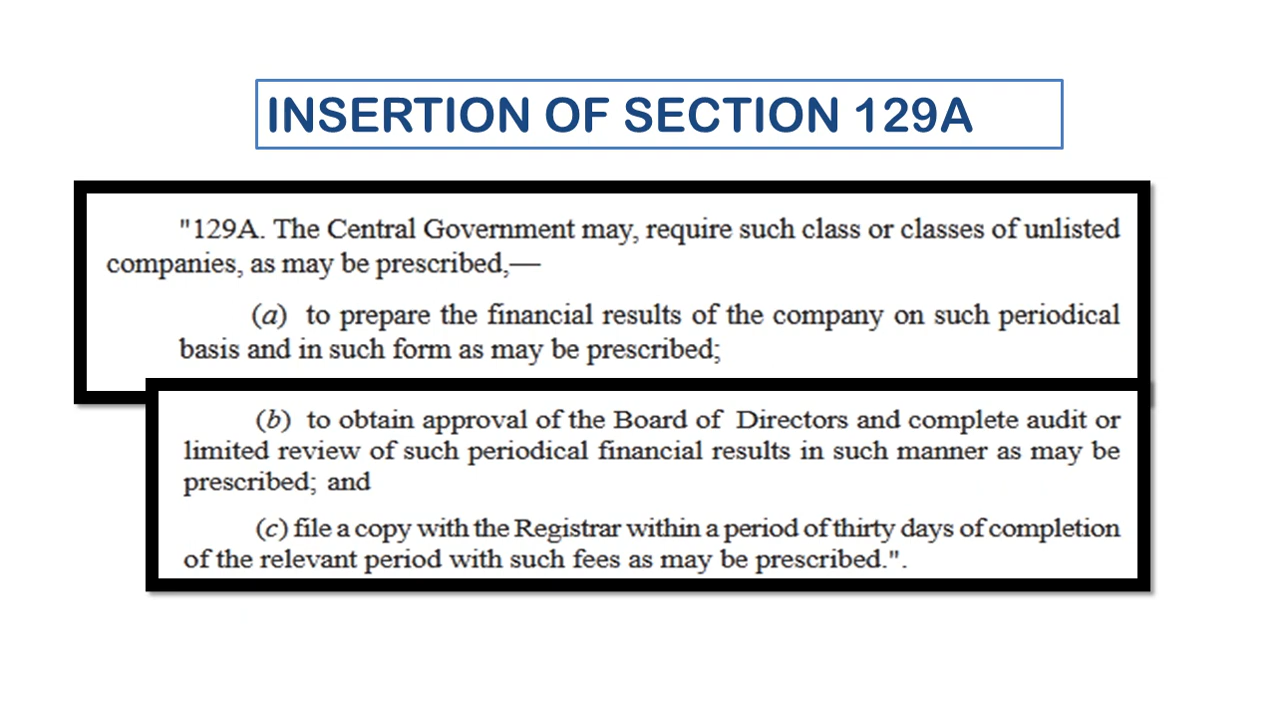 INSERTION OF SECTION 129A
"129A. The Central Government may, require such class or classes of unlisted
companies, as may be prescribed,—
(a) to prepare the financial results of the company on such periodical
basis and in such form as may be prescribed;
(b) to obtain approval of the Board of Directors and complete audit or
limited review of such periodical financial results in such manner as may be
prescribed; and
(c) file a copy with the Registrar within a period of thirty days of completion
of the relevant period with such fees as may be prescribed.".